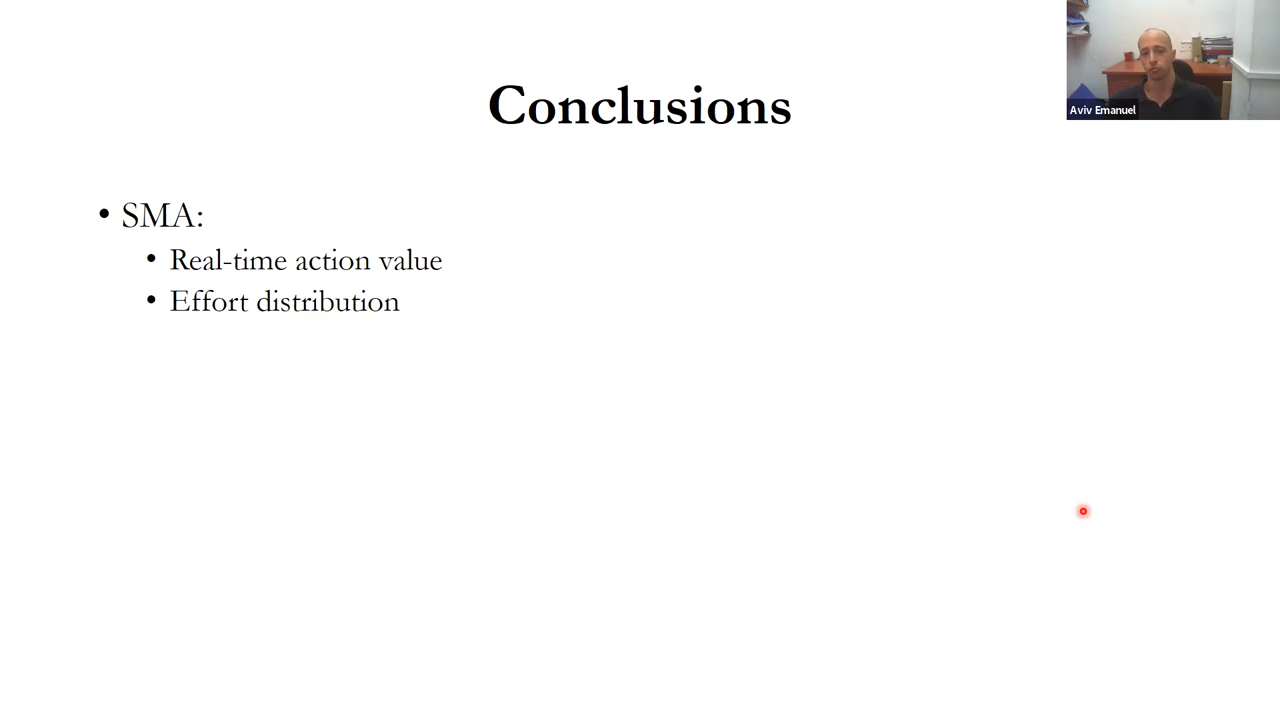 Conclusions
Aviv Emanuel
• SMA:
• Real-time action value
• Effort distribution